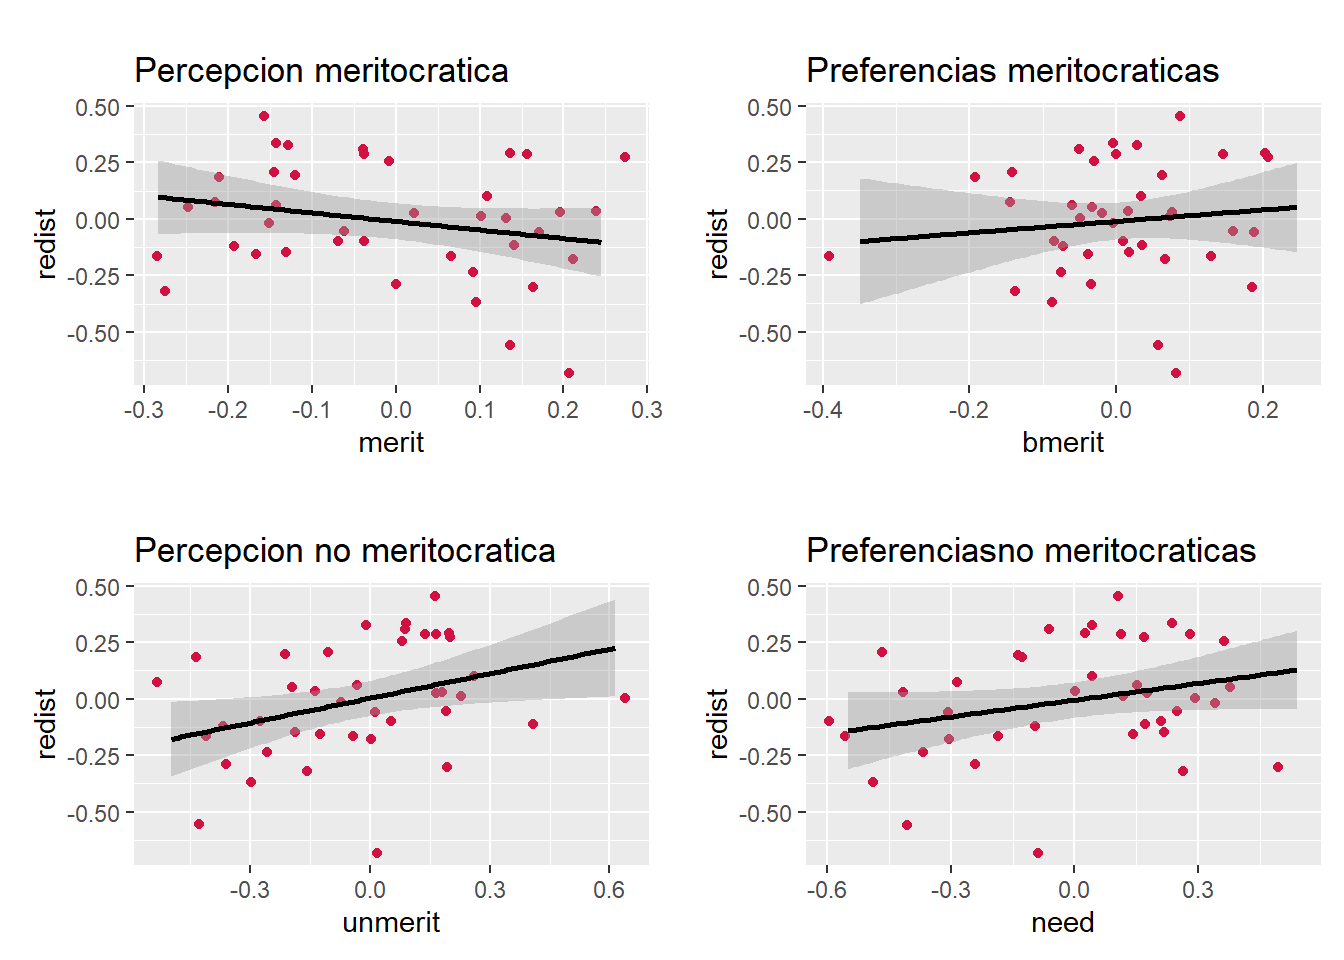 Percepcion meritocratica
0.50
0.25
0.00
-0.25
-0.50
redist
-0.3 -0.2 -0.1 0.0 0.1 0.2 0.3
merit
Preferencias meritocraticas
0.50
0.25
0.00
-0.25
-0.50
redist
-0.4 -0.2 0.0 0.2
bmerit
Percepcion no meritocratica
0.50
0.25
0.00
-0.25
-0.50
redist
-0.3 0.0 0.3 0.6
unmerit
Preferenciasno meritocraticas
0.50
0.25
0.00
-0.25
-0.50
redist
-0.6 -0.3 0.0 0.3
need